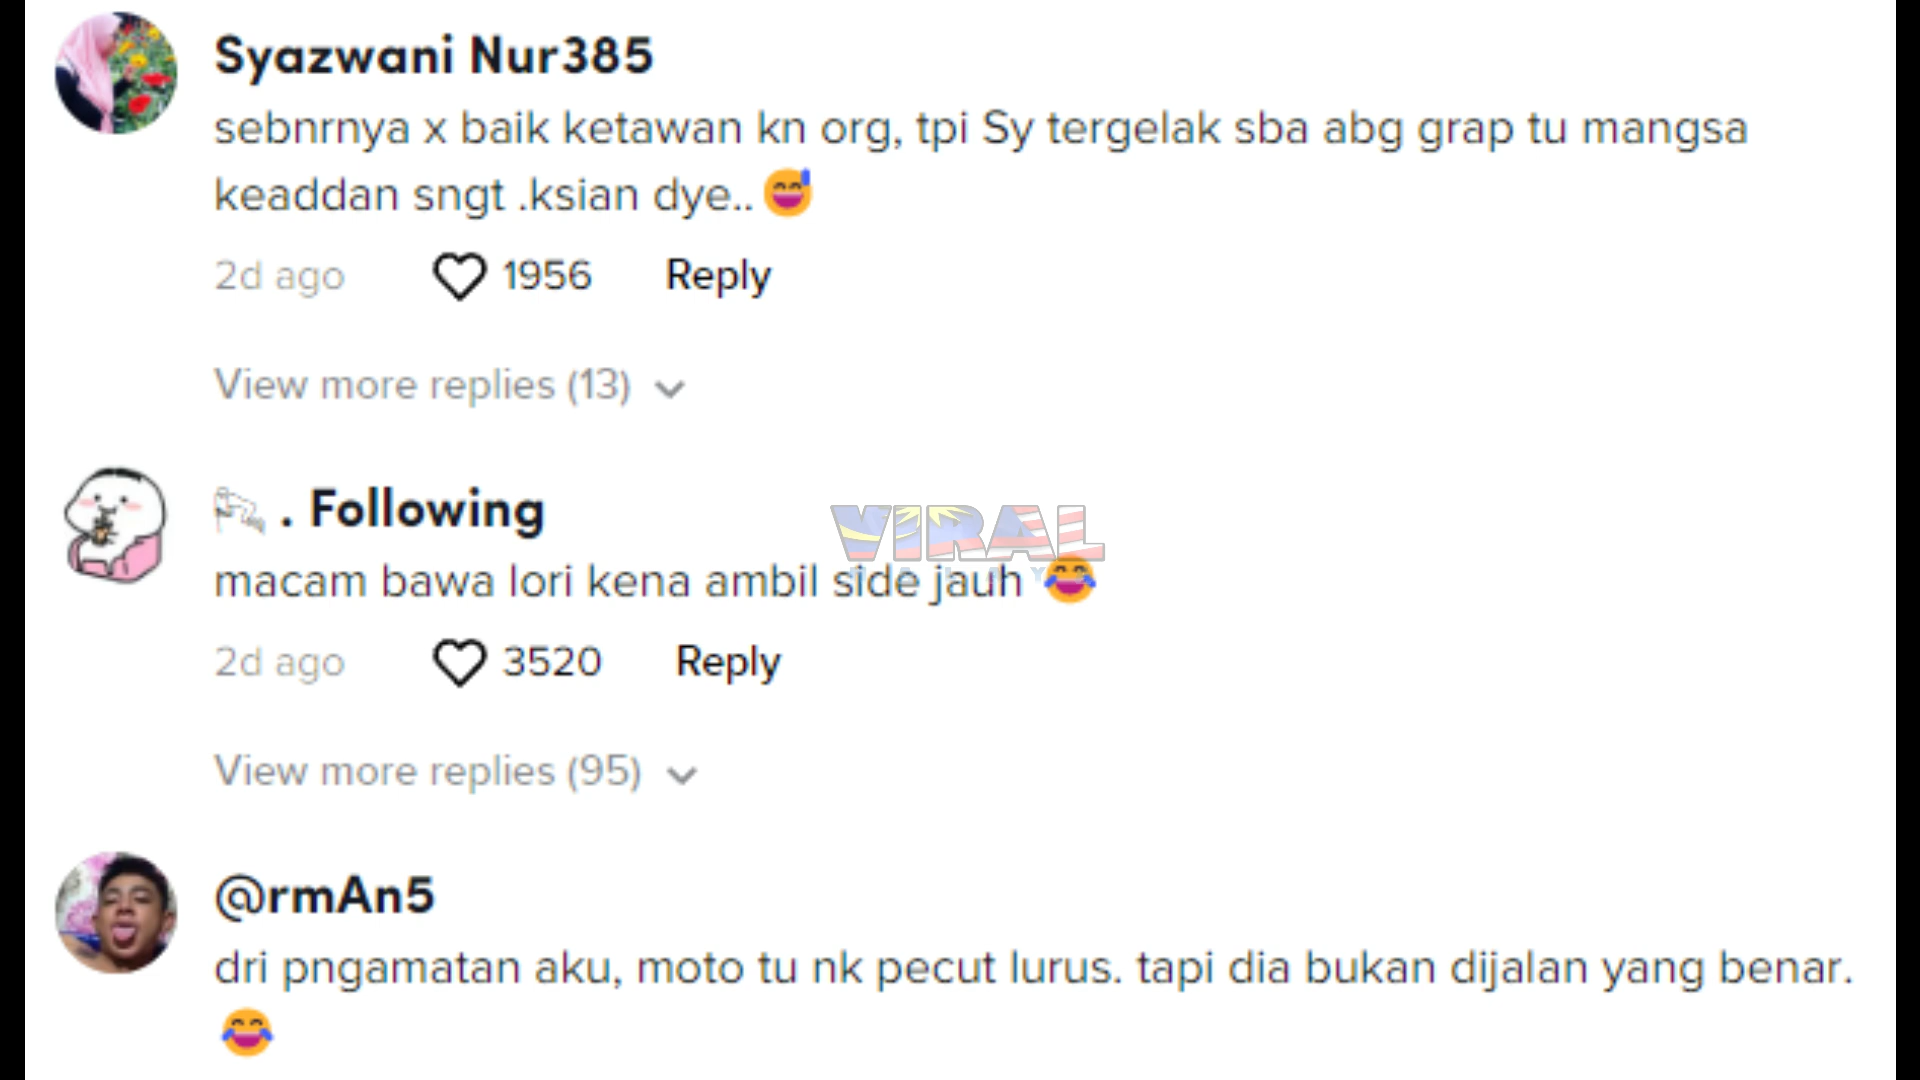 Syazwani Nur385
sebnrnya x baik ketawan kn org, tpi Sy tergelak sba abg grap tu mangsa
keaddan sngt .ksian dye.. 😅
2d ago 1956 Reply
View more replies (13)
. Following
VIRAL
macam bawa lori kena ambil side jauh 😂
2d ago 3520 Reply
View more replies (95)
@rmAn5
dri pngamatan aku, moto tu nk pecut lurus. tapi dia bukan dijalan yang benar.
😂